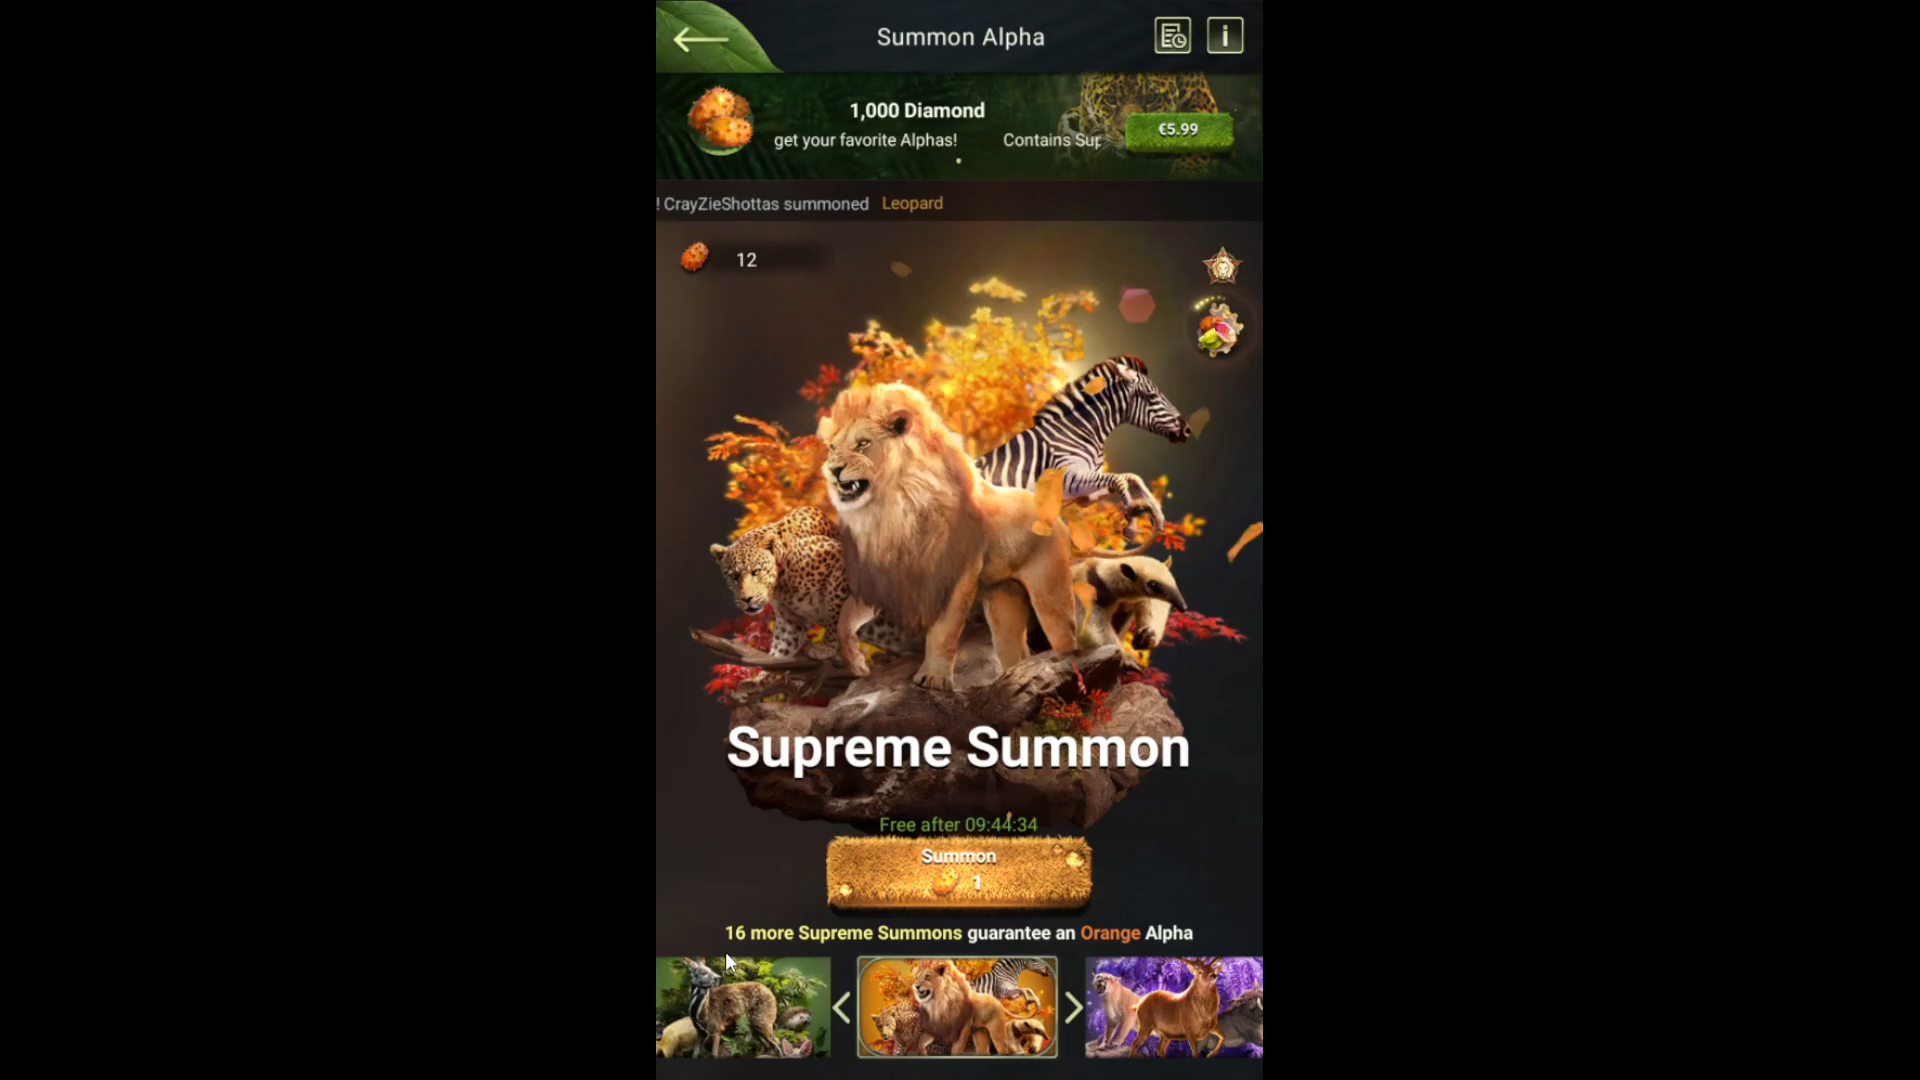 Summon Alpha
1,000 Diamond
get your favorite Alphas! Contains Sup
€5.99
! CrayZieShottas summoned Leopard
12
Supreme Summon
Free after 09:44:34
Summon
1
16 more Supreme Summons guarantee an Orange Alpha